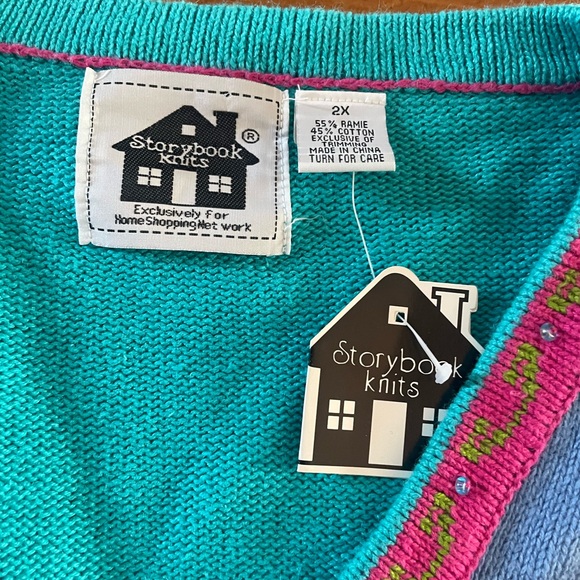 Storybook
knits
®
Exclusively for
HomeShoppingNetwork
2X
55% RAMIE
45% COTTON
EXCLUSIVE OF
TRIMMING
MADE IN CHINA
TURN FOR CARE
Storybook
knits